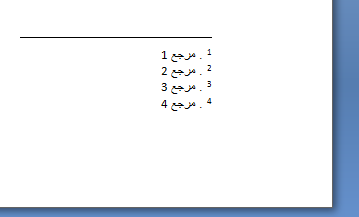 ¹ . مرجع 1
² . مرجع 2
³ . مرجع 3
⁴ . مرجع 4